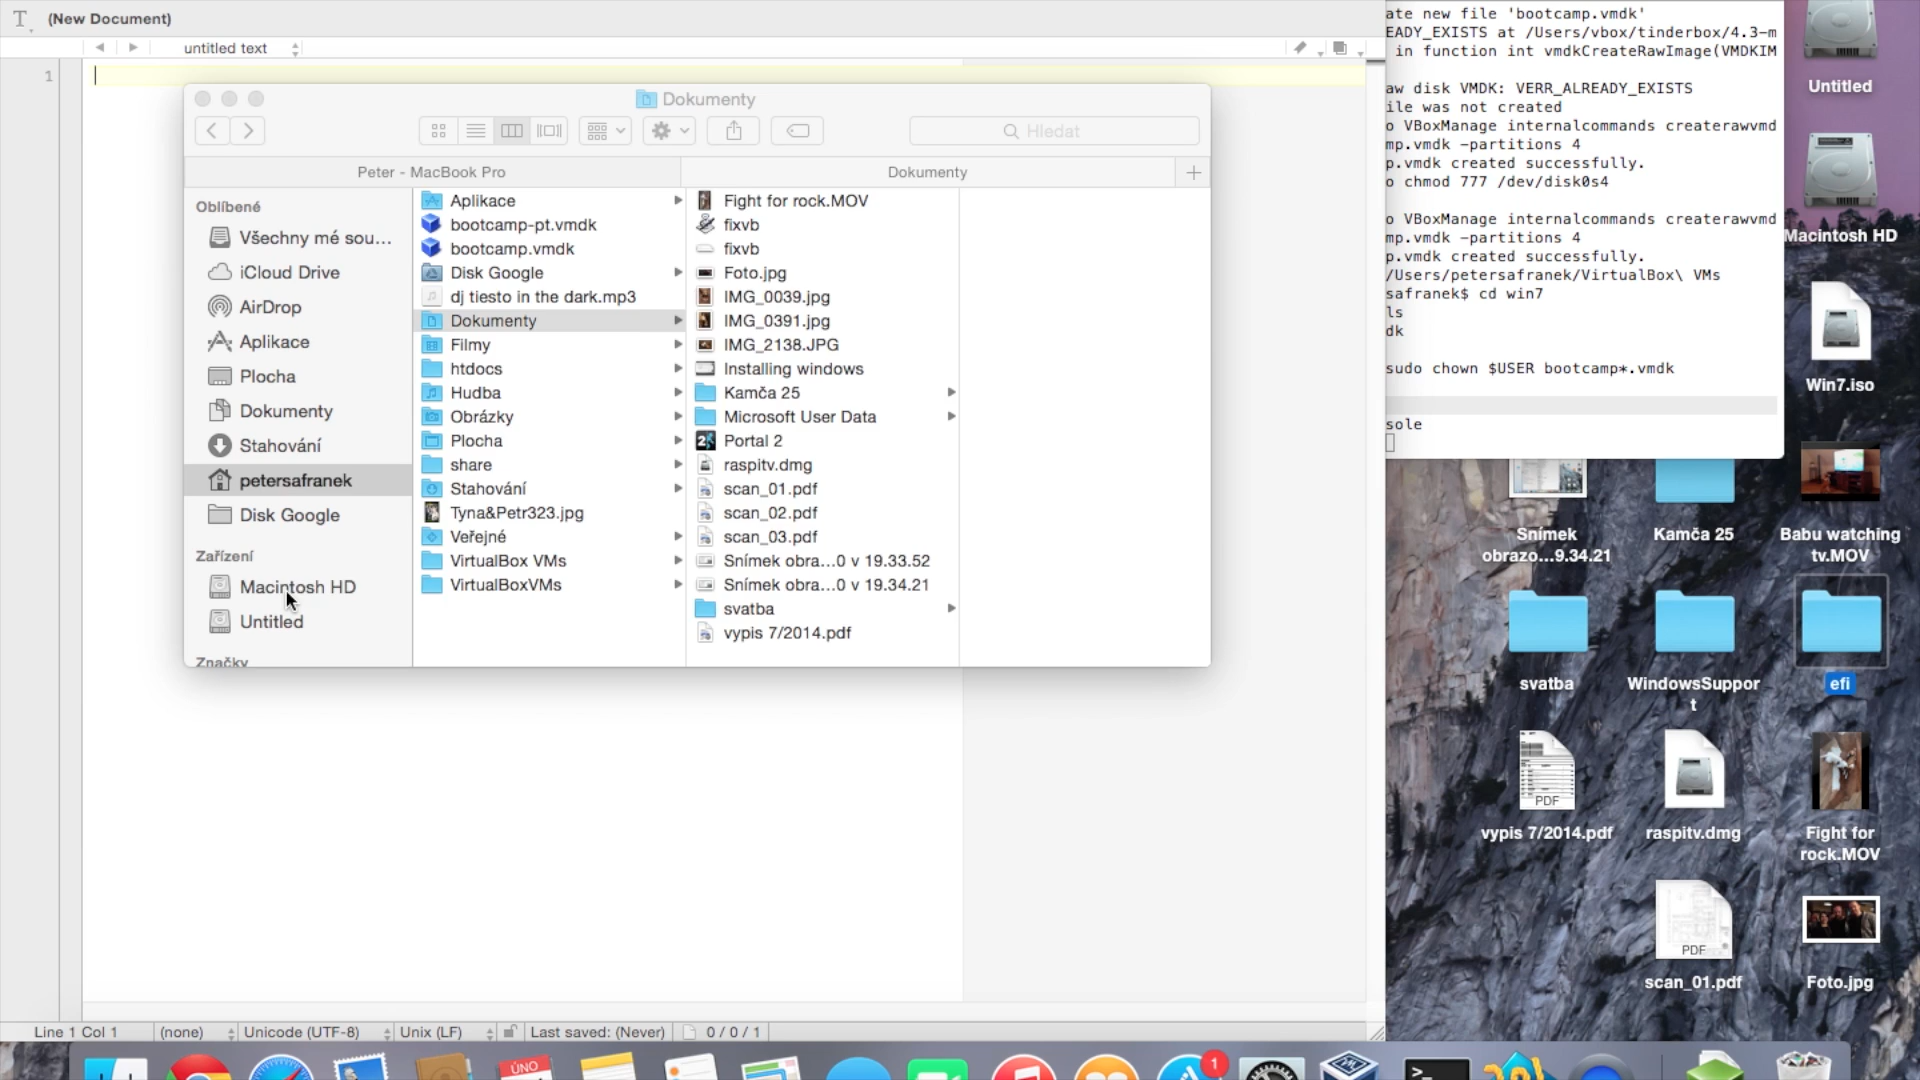 (New Document)
untitled text
1
Dokumenty
Hledat
Peter - MacBook Pro
Dokumenty
Oblíbené
Všechny mé sou...
iCloud Drive
AirDrop
Aplikace
Plocha
Dokumenty
Stahování
petersafranek
Disk Google
Zařízení
Macintosh HD
Untitled
Značky
Aplikace
bootcamp-pt.vmdk
bootcamp.vmdk
Disk Google
dj tiesto in the dark.mp3
Dokumenty
Filmy
htdocs
Hudba
Obrázky
Plocha
share
Stahování
Tyna&Petr323.jpg
Veřejné
VirtualBox VMs
VirtualBoxVMs
Fight for rock.MOV
fixvb
fixvb
Foto.jpg
IMG_0039.jpg
IMG_0391.jpg
IMG_2138.JPG
Installing windows
Kamča 25
Microsoft User Data
Portal 2
raspitv.dmg
scan_01.pdf
scan_02.pdf
scan_03.pdf
Snímek obra...0 v 19.33.52
Snímek obra...0 v 19.34.21
svatba
vypis 7/2014.pdf
ate new file 'bootcamp.vmdk'
EADY_EXISTS at /Users/vbox/tinderbox/4.3-m
in function int vmdkCreateRawImage(VMDKIM
aw disk VMDK: VERR_ALREADY_EXISTS
ile was not created
o VBoxManage internalcommands createrawvmd
mp.vmdk -partitions 4
p.vmdk created successfully.
o chmod 777 /dev/disk0s4
o VBoxManage internalcommands createrawvmd
mp.vmdk -partitions 4
p.vmdk created successfully.
/Users/petersafranek/VirtualBox\ VMs
safranek$ cd win7
ls
dk
sudo chown $USER bootcamp*.vmdk
sole
Untitled
Macintosh HD
Win7.iso
Snímek
obrazo...9.34.21
Kamča 25
Babu watching
tv.MOV
svatba
WindowsSuppor
t
efi
PDF
vypis 7/2014.pdf
raspitv.dmg
Fight for
rock.MOV
PDF
scan_01.pdf
Foto.jpg
Line 1 Col 1
(none)
Unicode (UTF-8)
Unix (LF)
Last saved: (Never)
0 / 0 / 1
ÚNO
1
>_